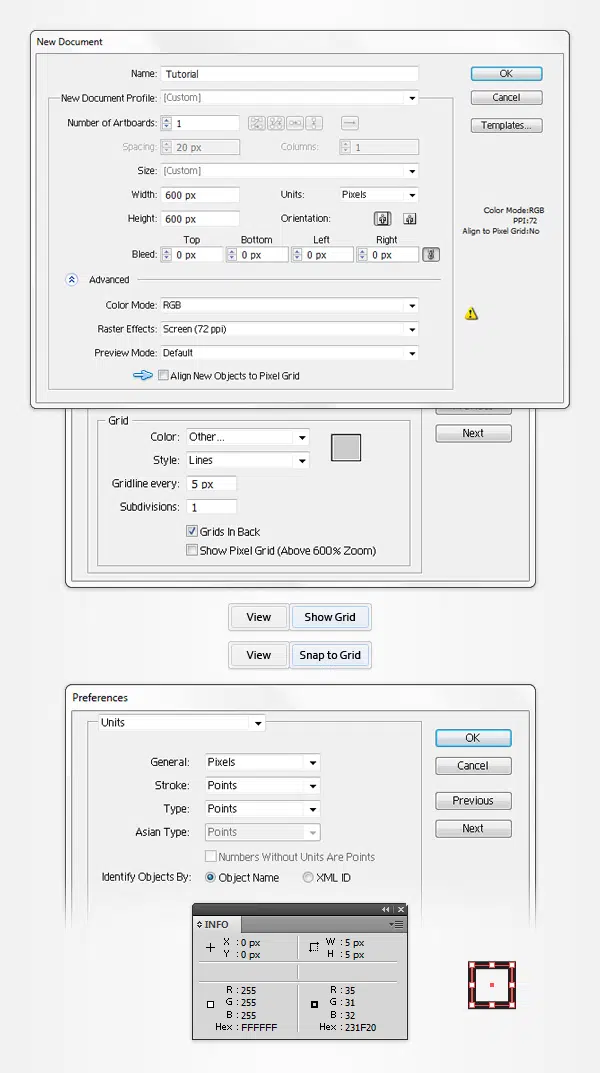 New Document
Name: Tutorial
OK
New Document Profile: [Custom]
Cancel
Number of Artboards: 1
Templates...
Spacing: 20 px Columns: 1
Size: [Custom]
Width: 600 px Units: Pixels
Height: 600 px Orientation:
Color Mode:RGB
PPI:72
Align to Pixel Grid:No
Top Bottom Left Right
Bleed: 0 px 0 px 0 px 0 px
Advanced
Color Mode: RGB
Raster Effects: Screen (72 ppi)
Preview Mode: Default
Align New Objects to Pixel Grid
Grid
Color: Other...
Next
Style: Lines
Gridline every: 5 px
Subdivisions: 1
Grids In Back
Show Pixel Grid (Above 600% Zoom)
View Show Grid
View Snap to Grid
Preferences
Units
OK
General: Pixels
Cancel
Stroke: Points
Previous
Type: Points
Next
Asian Type: Points
Numbers Without Units Are Points
Identify Objects By: Object Name XML ID
INFO
X : 0 px W : 5 px
Y : 0 px H : 5 px
R : 255 R : 35
G : 255 G : 31
B : 255 B : 32
Hex : FFFFFF Hex : 231F20